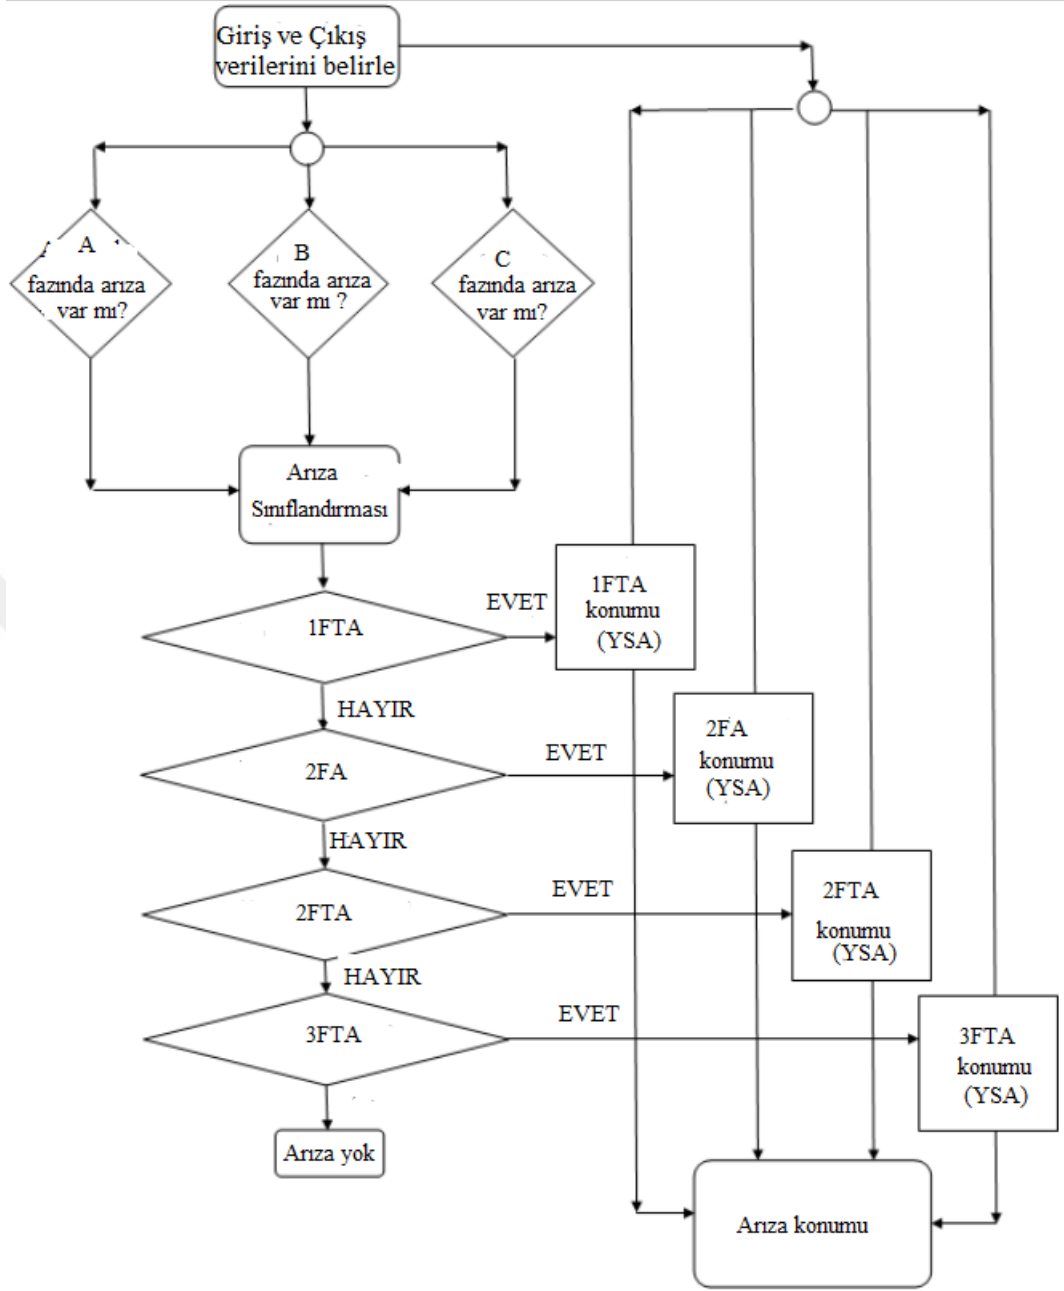 Giriş ve Çıkış
verilerini belirle
A
fazında arıza
var mı?
B
fazında arıza
var mı ?
C
fazında arıza
var mı?
Arıza
Sınıflandırması
1FTA
EVET
1FTA
konumu
(YSA)
HAYIR
2FA
EVET
2FA
konumu
(YSA)
HAYIR
2FTA
EVET
2FTA
konumu
(YSA)
HAYIR
3FTA
EVET
3FTA
konumu
(YSA)
Arıza yok
Arıza konumu